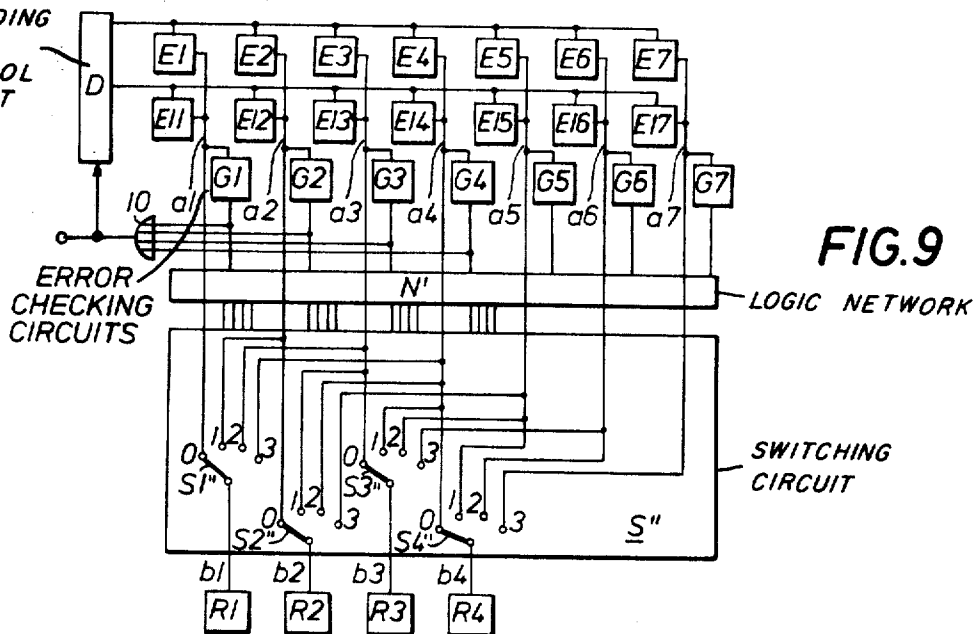 DING
OL
T
D
E1 E2 E3 E4 E5 E6 E7
E11 E12 E13 E14 E15 E16 E17
G1 G2 G3 G4 G5 G6 G7
10 a1 a2 a3 a4 a5 a6 a7
FIG.9
ERROR
CHECKING
CIRCUITS
N'
LOGIC NETWORK
0 1 2 3
S1"
0 1 2 3
S2"
0 1 2 3
S3"
0 1 2 3
S4"
S"
SWITCHING
CIRCUIT
b1 b2 b3 b4
R1 R2 R3 R4